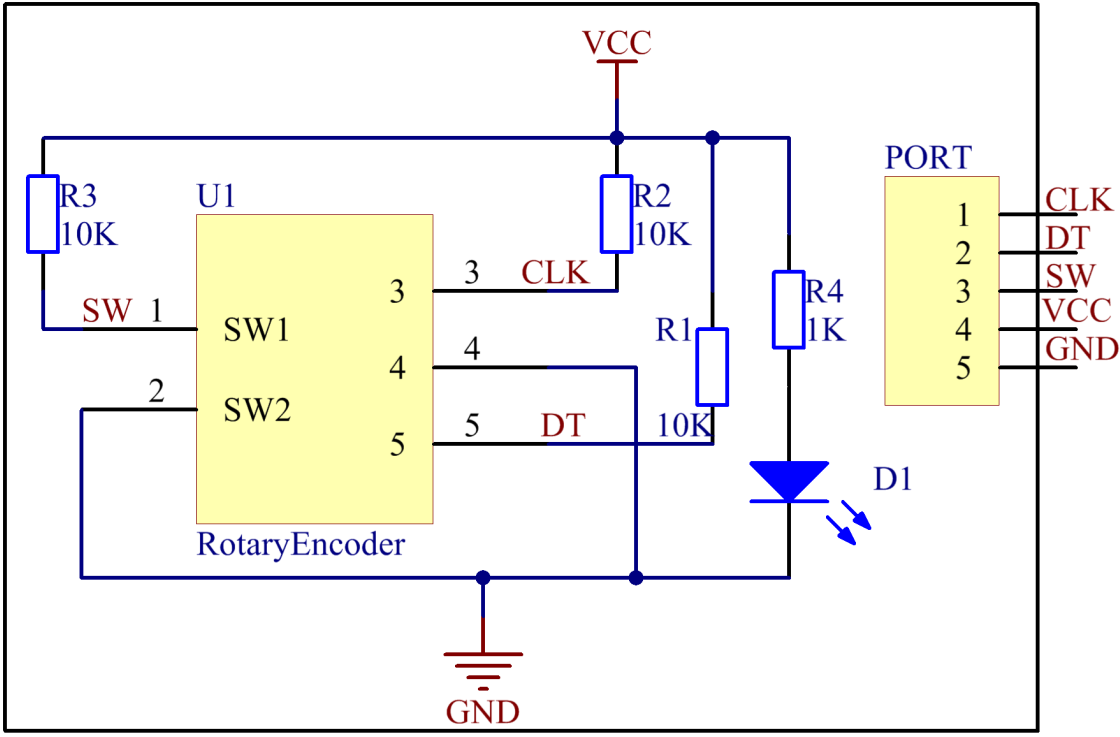 VCC
PORT
R3
10K
U1
R2
10K
1
CLK
2
DT
3
SW
4
VCC
5
GND
3
3
CLK
SW
1
SW1
R4
1K
R1
4
4
2
SW2
5
5
DT
10K
D1
RotaryEncoder
GND